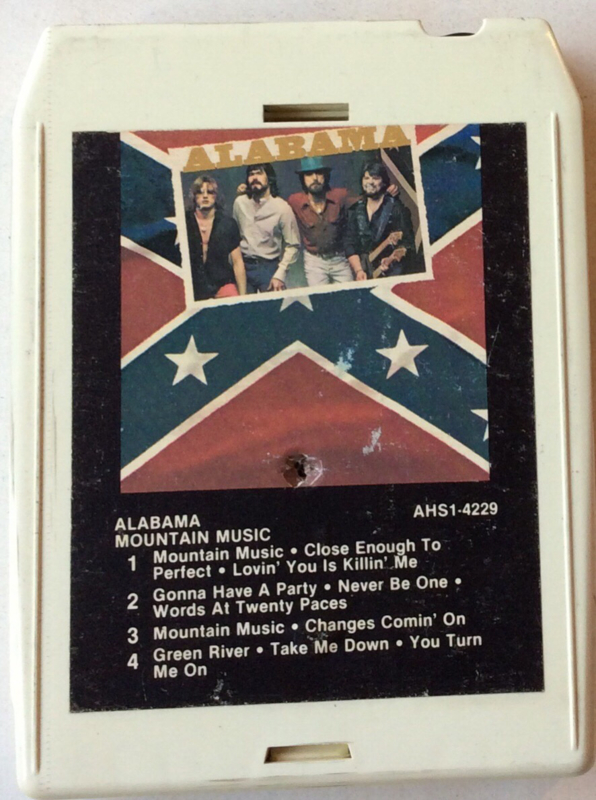 ALABAMA
ALABAMA
AHS1-4229
MOUNTAIN MUSIC
1 Mountain Music • Close Enough To
Perfect • Lovin' You Is Killin' Me
2 Gonna Have A Party • Never Be One •
Words At Twenty Paces
3 Mountain Music • Changes Comin' On
4 Green River • Take Me Down • You Turn
Me On